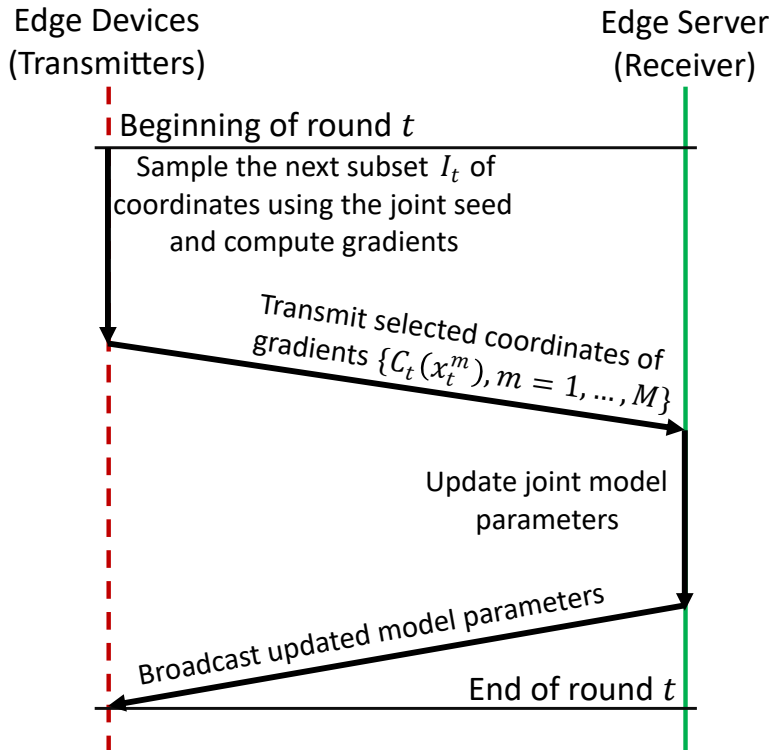 Edge Devices
(Transmitters)
Edge Server
(Receiver)
Beginning of round t
Sample the next subset I_t of
coordinates using the joint seed
and compute gradients
Transmit selected coordinates of
gradients {C_t(x_t^m), m = 1, …, M}
Update joint model
parameters
Broadcast updated model parameters
End of round t